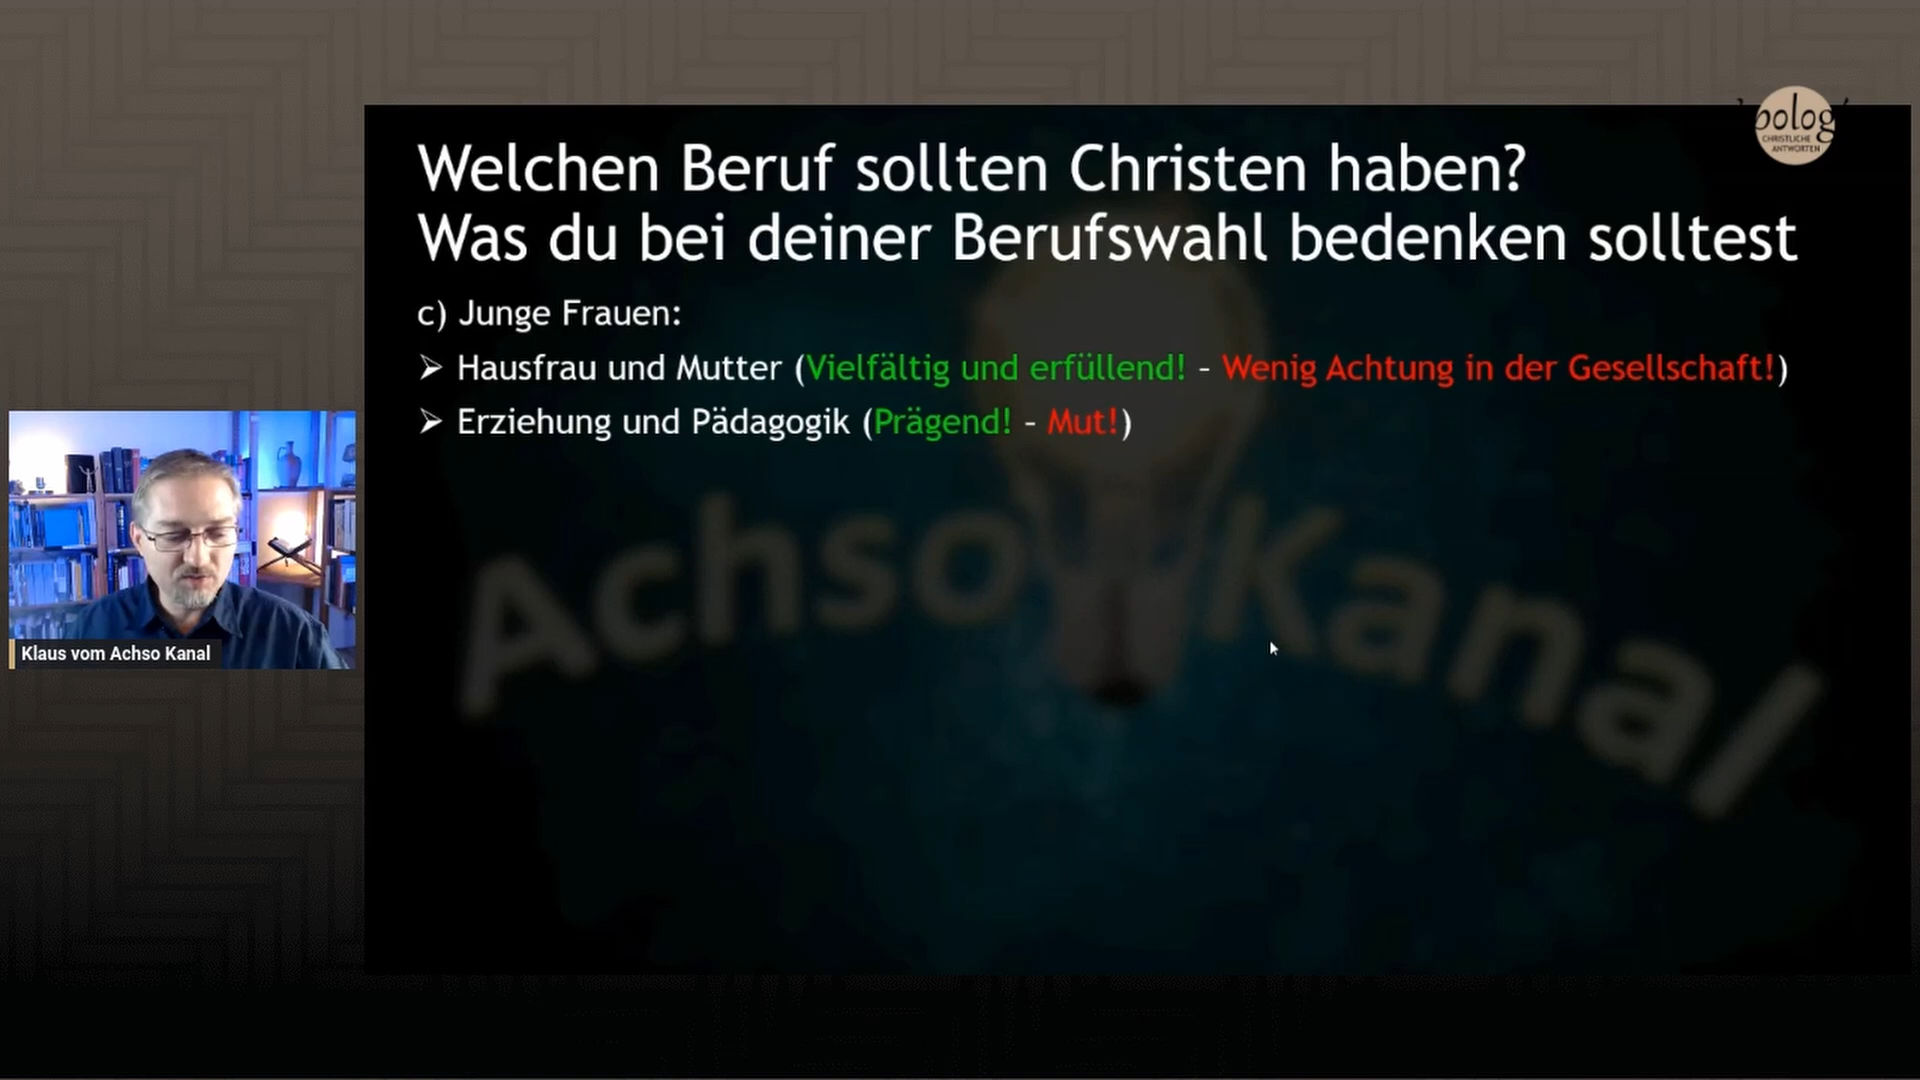 Welchen Beruf sollten Christen haben?
Was du bei deiner Berufswahl bedenken solltest
c) Junge Frauen:
➢ Hausfrau und Mutter (Vielfältig und erfüllend! – Wenig Achtung in der Gesellschaft!)
➢ Erziehung und Pädagogik (Prägend! – Mut!)
Achso Kanal
Klaus vom Achso Kanal
polog
CHRISTLICHE
ANTWORTEN